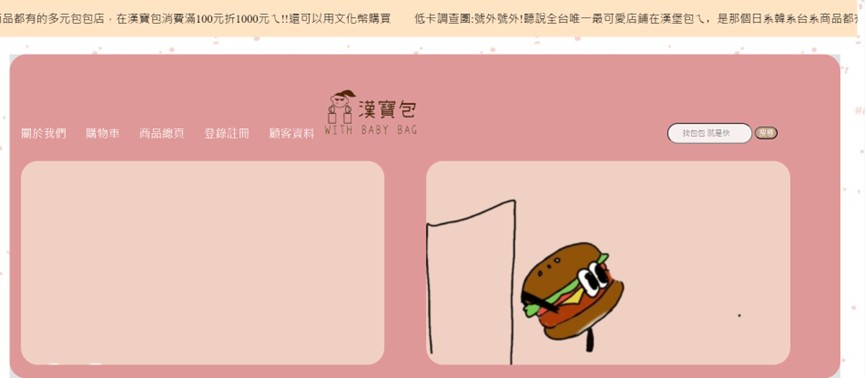 品都有的多元包包店,在漢寶包消費滿100元折1000元ㄟ!!還可以用文化幣購買 低卡調查團:號外號外!聽說全台唯一最可愛店鋪在漢堡包ㄟ,是那個日系韓系台系商品都
漢寶包
WITH BABY BAG
關於我們 購物車 商品總頁 登錄註冊 顧客資料
找包包 就是快
搜尋